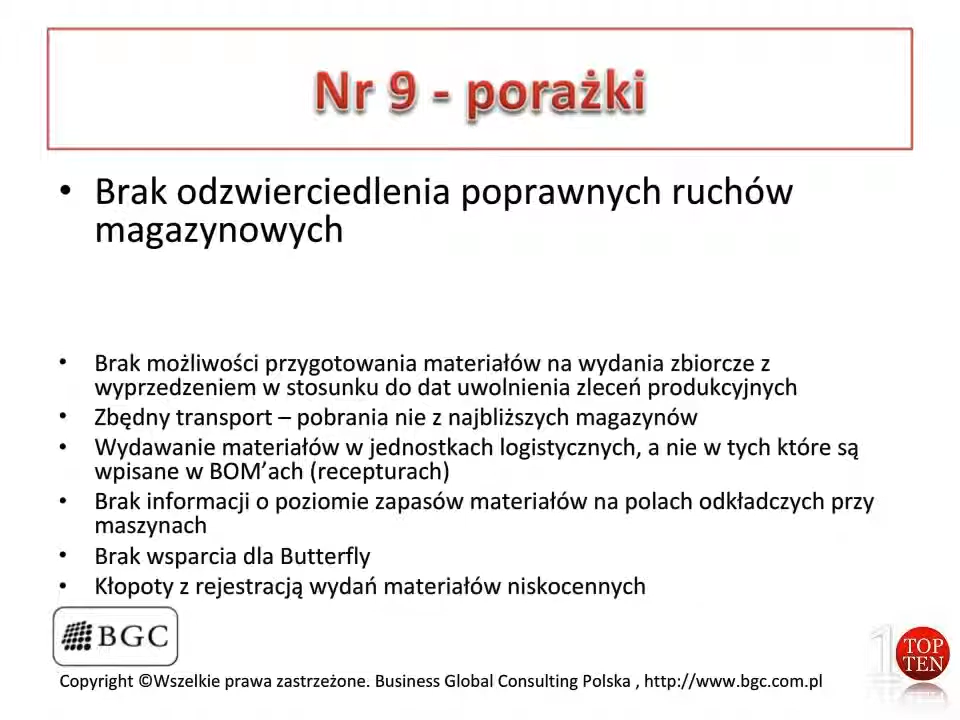 Nr 9 - porażki
• Brak odzwierciedlenia poprawnych ruchów
magazynowych
• Brak możliwości przygotowania materiałów na wydania zbiorcze z
wyprzedzeniem w stosunku do dat uwolnienia zleceń produkcyjnych
• Zbędny transport – pobrania nie z najbliższych magazynów
• Wydawanie materiałów w jednostkach logistycznych, a nie w tych które są
wpisane w BOM’ach (recepturach)
• Brak informacji o poziomie zapasów materiałów na polach odkładczych przy
maszynach
• Brak wsparcia dla Butterfly
• Kłopoty z rejestracją wydań materiałów niskocennych
BGC
TOP
TEN
Copyright ©Wszelkie prawa zastrzeżone. Business Global Consulting Polska , http://www.bgc.com.pl